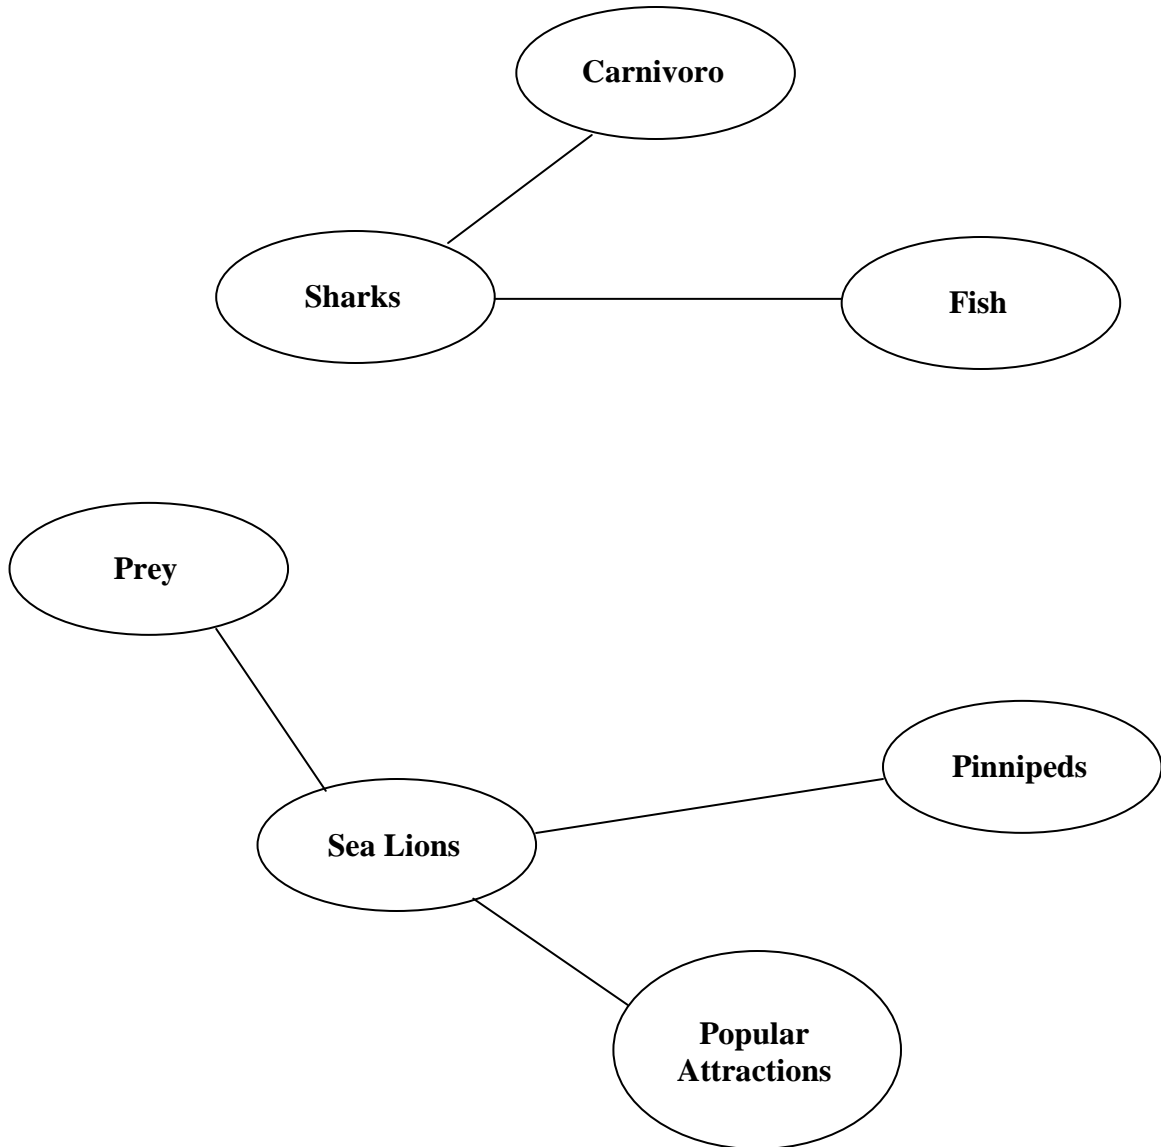 Carnivoro
Sharks
Fish
Prey
Pinnipeds
Sea Lions
Popular
Attractions